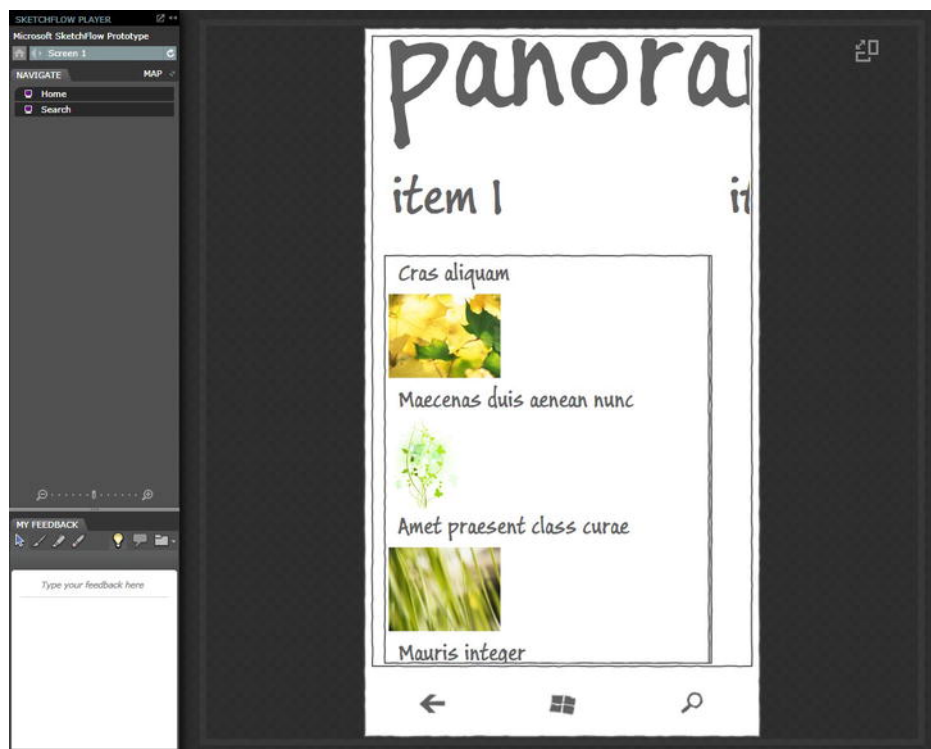 SKETCHFLOW PLAYER
Microsoft SketchFlow Prototype
Screen 1
NAVIGATE MAP
Home
Search
MY FEEDBACK
Type your feedback here
panora
item 1 it
Cras aliquam
Maecenas duis aenean nunc
Amet praesent class curae
Mauris integer